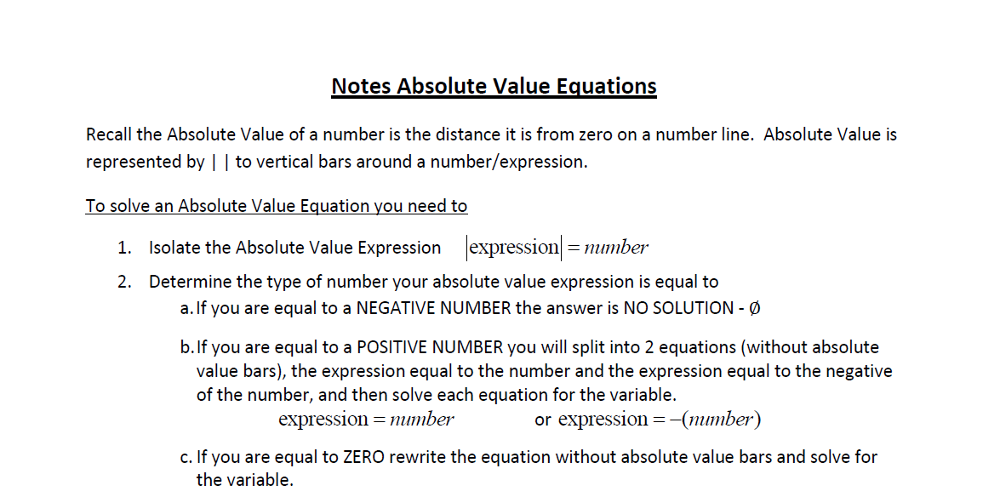 Notes Absolute Value Equations
Recall the Absolute Value of a number is the distance it is from zero on a number line.  Absolute Value is
represented by | | to vertical bars around a number/expression.
To solve an Absolute Value Equation you need to
1. Isolate the Absolute Value Expression |expression| = number
2. Determine the type of number your absolute value expression is equal to
a. If you are equal to a NEGATIVE NUMBER the answer is NO SOLUTION - Ø
b. If you are equal to a POSITIVE NUMBER you will split into 2 equations (without absolute
value bars), the expression equal to the number and the expression equal to the negative
of the number, and then solve each equation for the variable.
expression = number or expression = −(number)
c. If you are equal to ZERO rewrite the equation without absolute value bars and solve for
the variable.